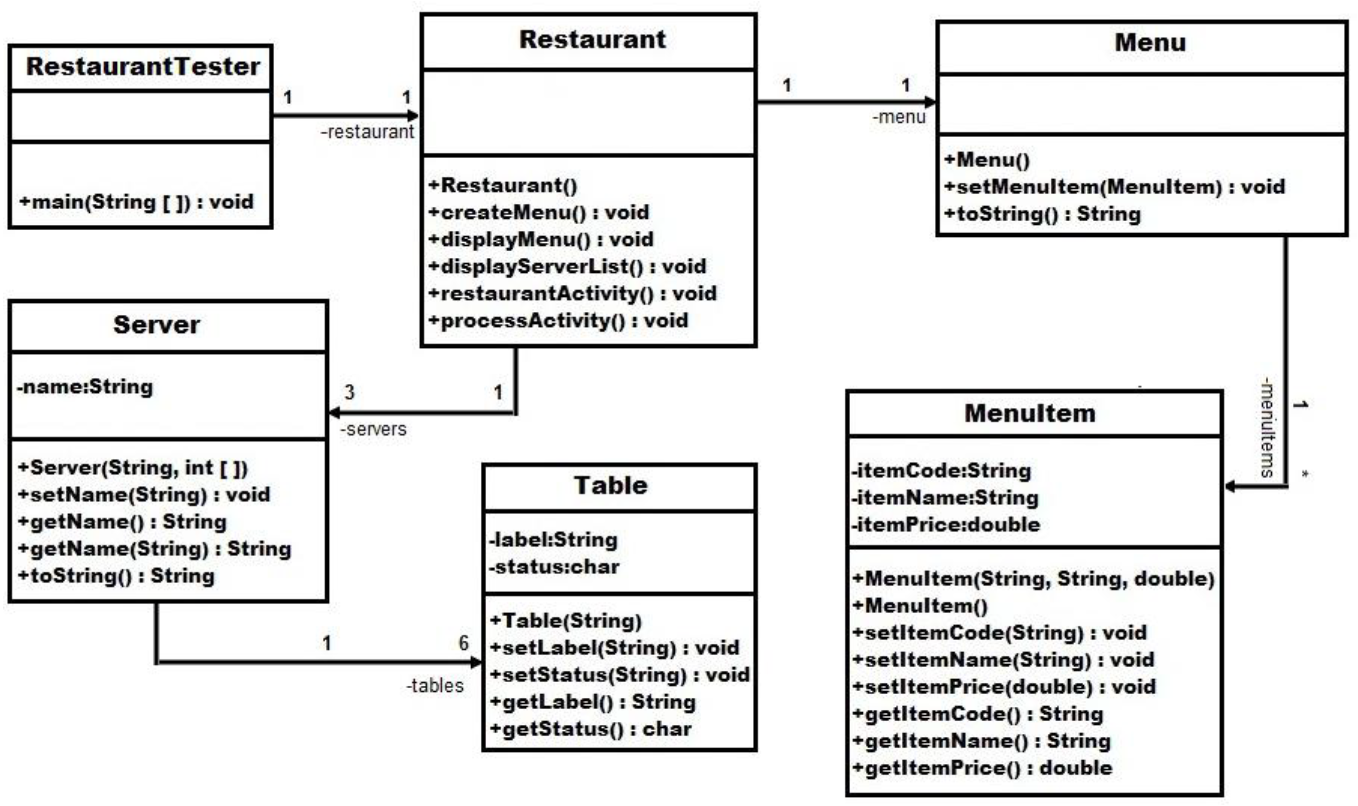 RestaurantTester
+main(String [ ]) : void
1
1
-restaurant
Restaurant
+Restaurant()
+createMenu() : void
+displayMenu() : void
+displayServerList() : void
+restaurantActivity() : void
+processActivity() : void
1
1
-menu
Menu
+Menu()
+setMenuItem(MenuItem) : void
+toString() : String
Server
-name:String
+Server(String, int [ ])
+setName(String) : void
+getName() : String
+getName(String) : String
+toString() : String
3
1
-servers
1
6
-tables
Table
-label:String
-status:char
+Table(String)
+setLabel(String) : void
+setStatus(String) : void
+getLabel() : String
+getStatus() : char
-menuItems
1
*
MenuItem
-itemCode:String
-itemName:String
-itemPrice:double
+MenuItem(String, String, double)
+MenuItem()
+setItemCode(String) : void
+setItemName(String) : void
+setItemPrice(double) : void
+getItemCode() : String
+getItemName() : String
+getItemPrice() : double